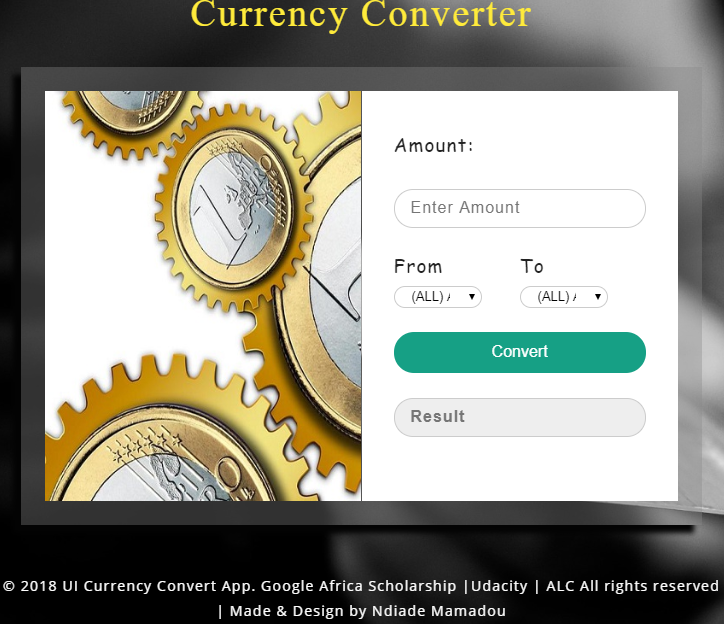 Currency Converter
Amount:
Enter Amount
From To
(ALL) (ALL)
Convert
Result
© 2018 UI Currency Convert App. Google Africa Scholarship |Udacity | ALC All rights reserved
| Made & Design by Ndiade Mamadou